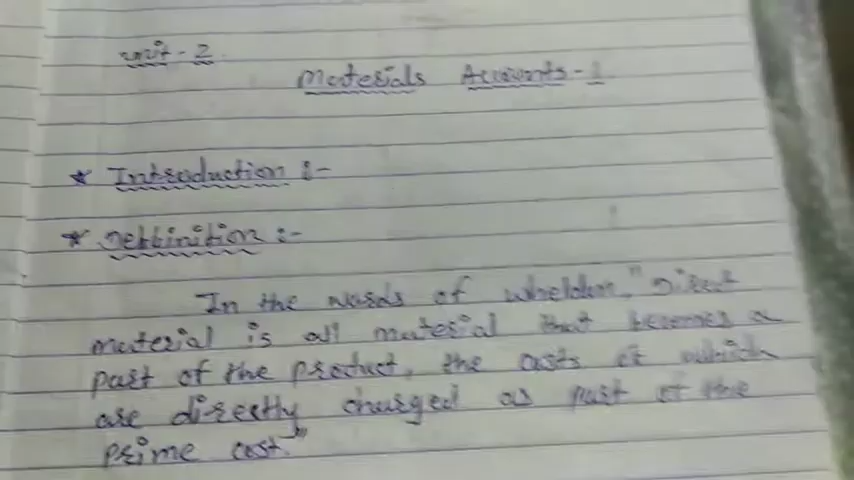 unit - 2.
Materials Accounts - 1
* Introduction :-
* Deffinition :-
In the words of wheldon, "Direct
material is all material that becomes a
part of the product, the costs of which
are directly charged as part of the
prime cost."